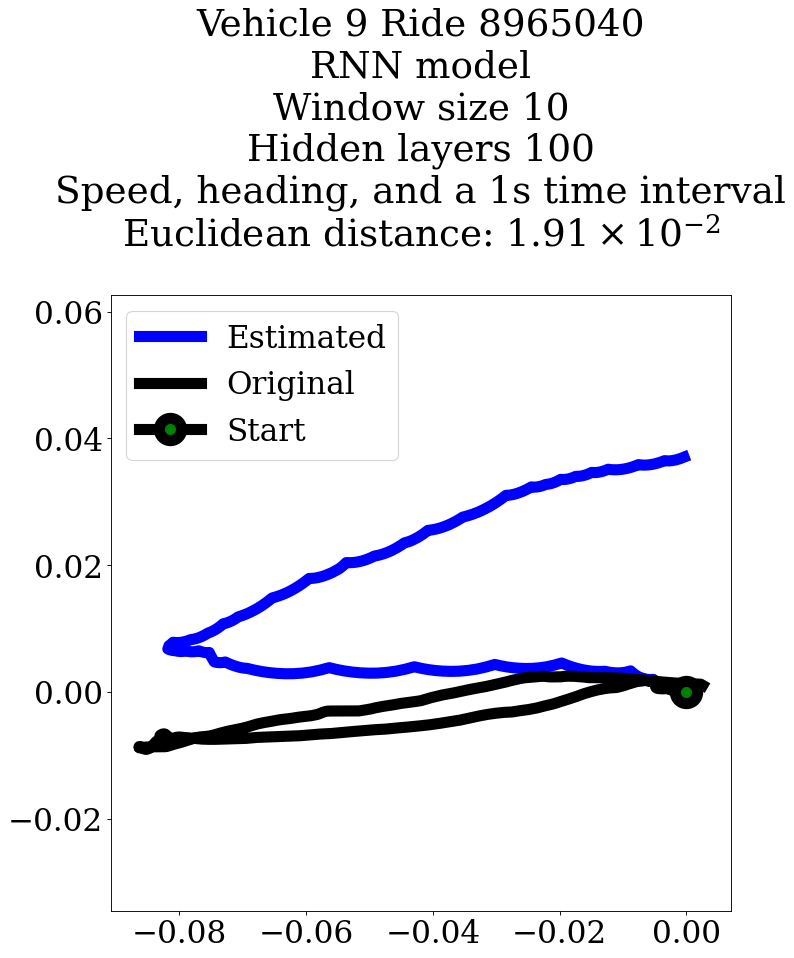 Vehicle 9 Ride 8965040
RNN model
Window size 10
Hidden layers 100
Speed, heading, and a 1s time interval
Euclidean distance: 1.91 × 10⁻²
0.06
0.04
0.02
0.00
−0.02
Estimated
Original
Start
−0.08 −0.06 −0.04 −0.02 0.00